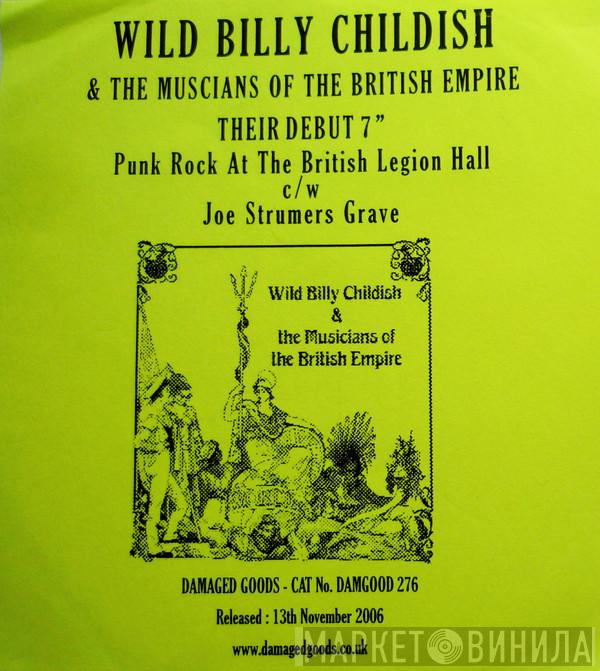 WILD BILLY CHILDISH
& THE MUSCIANS OF THE BRITISH EMPIRE
THEIR DEBUT 7”
Punk Rock At The British Legion Hall
c/w
Joe Strumers Grave
Wild Billy Childish
&
the Musicians of
the British Empire
DAMAGED GOODS - CAT No. DAMGOOD 276
Released : 13th November 2006
www.damagedgoods.co.uk
МАРКЕТ ВИНИЛА